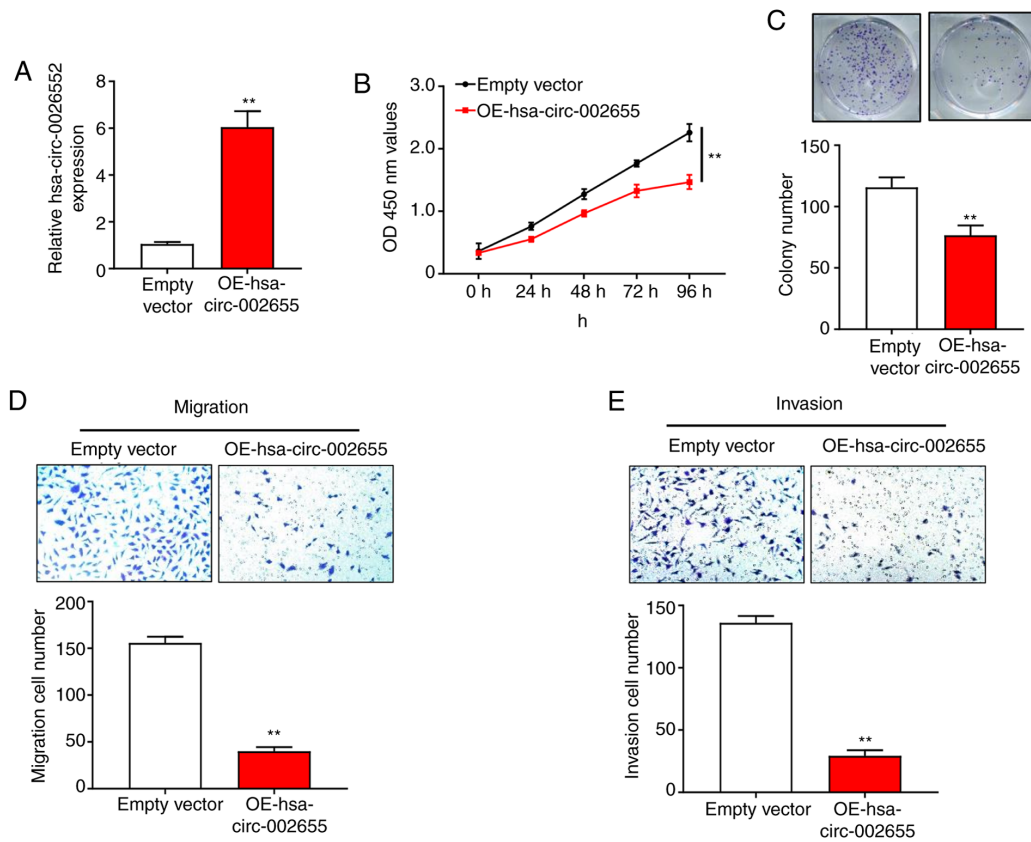 A
Relative hsa-circ-0026552
expression
8
6
4
2
0
**
Empty
vector
OE-hsa-
circ-002655
B
OD 450 nm values
3.0
2.0
1.0
0
Empty vector
OE-hsa-circ-002655
**
0 h
24 h
48 h
72 h
96 h
h
C
Colony number
150
100
50
0
**
Empty
vector
OE-hsa-
circ-002655
D
Migration
Empty vector
OE-hsa-circ-002655
Migration cell number
200
150
100
50
0
**
Empty vector
OE-hsa-
circ-002655
E
Invasion
Empty vector
OE-hsa-circ-002655
Invasion cell number
150
100
50
0
**
Empty vector
OE-hsa-
circ-002655